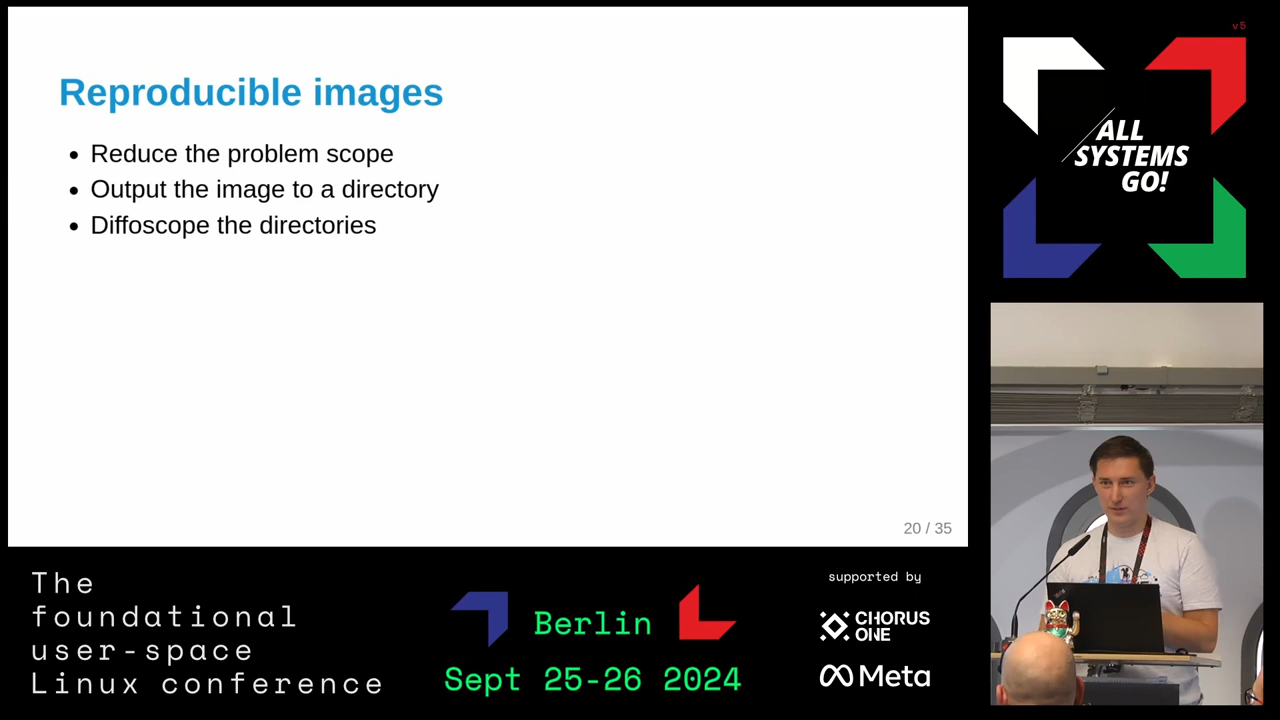 Reproducible images
Reduce the problem scope
Output the image to a directory
Diffoscope the directories
20 / 35
v5
ALL
SYSTEMS
GO!
The
foundational
user-space
Linux conference
Berlin
Sept 25-26 2024
supported by
CHORUS
ONE
Meta